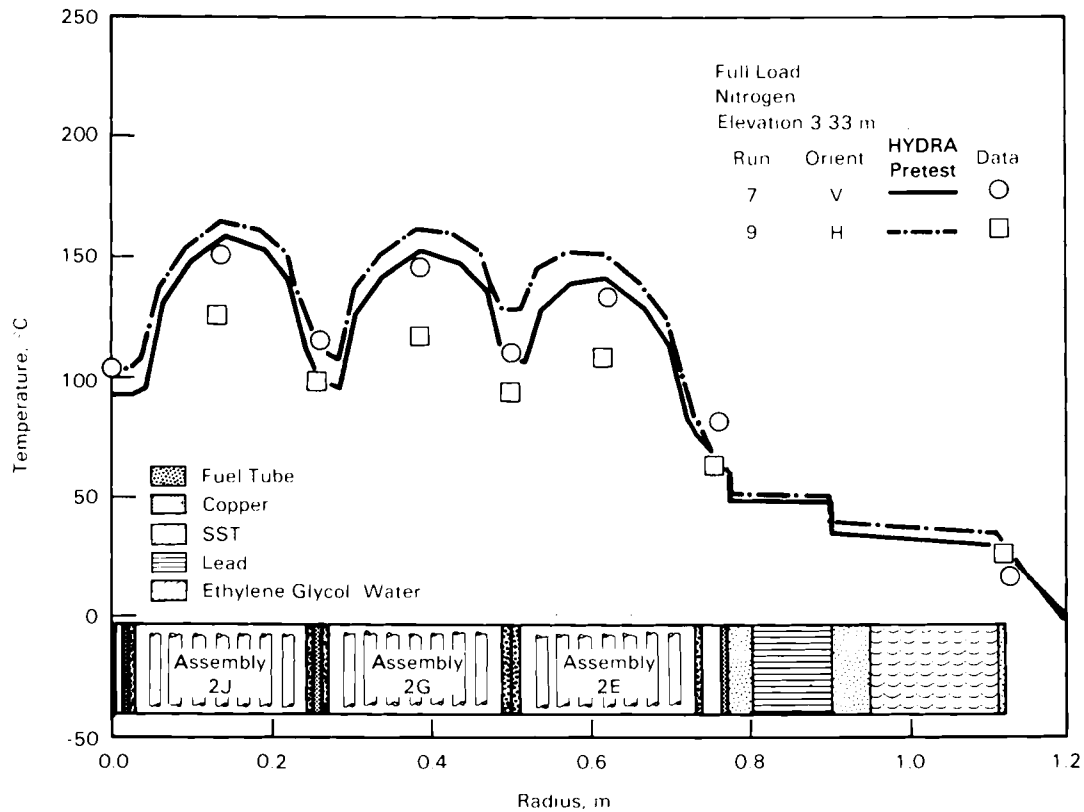 250
200
150
100
50
0
-50
Temperature, °C
Full Load
Nitrogen
Elevation 3 33 m
Run Orient HYDRA Pretest Data
7 V
9 H
Fuel Tube
Copper
SST
Lead
Ethylene Glycol Water
Assembly 2J
Assembly 2G
Assembly 2E
0.0 0.2 0.4 0.6 0.8 1.0 1.2
Radius, m